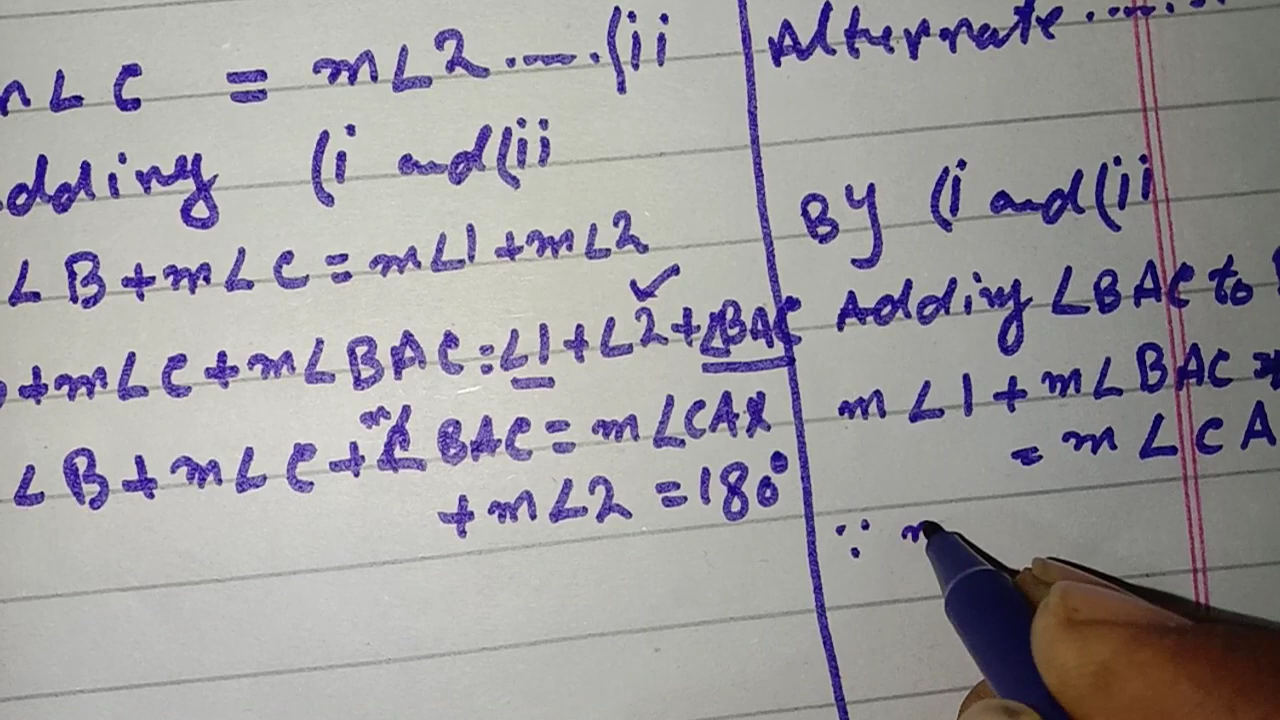 m∠C = m∠2 ......(ii
Adding (i and (ii
∠B+m∠C=m∠1+m∠2
+m∠C+m∠BAC=∠1+∠2+∠BAC
∠B+m∠C+m∠BAC=m∠CAX
+m∠2=180°
Alternate .......
By (i and (ii
Adding ∠BAC to
m∠1+m∠BAC
=m∠CA
∵ m